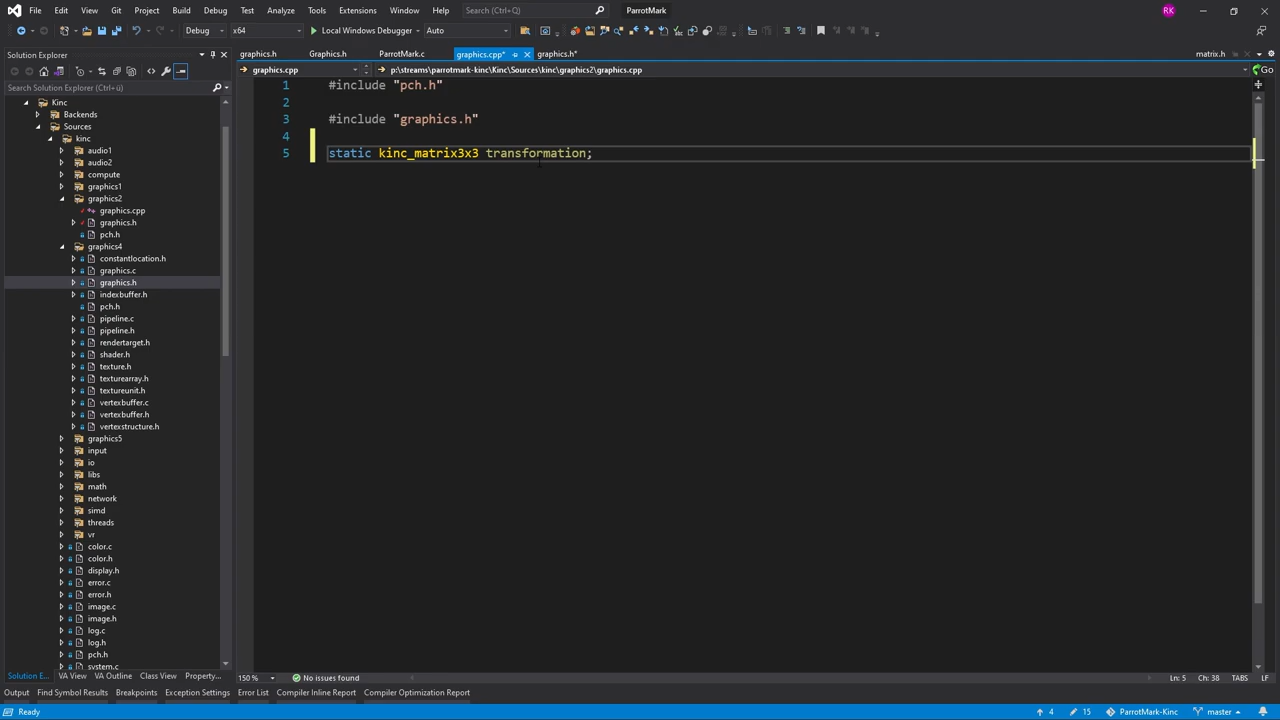 File Edit View Git Project Build Debug Test Analyze Tools Extensions Window Help Search (Ctrl+Q) ParrotMark RK
Debug x64 Local Windows Debugger Auto
Solution Explorer
graphics.h Graphics.h ParrotMark.c graphics.cpp* graphics.h* matrix.h Go
graphics.cpp p:\streams\parrotmark-kinc\Kinc\Sources\kinc\graphics2\graphics.cpp
Search Solution Explorer (Ctrl+ü)
Kinc
Backends
Sources
kinc
audio1
audio2
compute
graphics1
graphics2
graphics.cpp
graphics.h
pch.h
graphics4
constantlocation.h
graphics.c
graphics.h
indexbuffer.h
pch.h
pipeline.c
pipeline.h
rendertarget.h
shader.h
texture.h
texturearray.h
textureunit.h
vertexbuffer.c
vertexbuffer.h
vertexstructure.h
graphics5
input
io
libs
math
network
simd
threads
vr
color.c
color.h
display.h
error.c
error.h
image.c
image.h
log.c
log.h
pch.h
system.c
1 #include "pch.h"
2
3 #include "graphics.h"
4
5 static kinc_matrix3x3 transformation;
Solution E... VA View VA Outline Class View Property...
150 % No issues found Ln: 5 Ch: 38 TABS LF
Output Find Symbol Results Breakpoints Exception Settings Error List Compiler Inline Report Compiler Optimization Report
Ready 4 15 ParrotMark-Kinc master